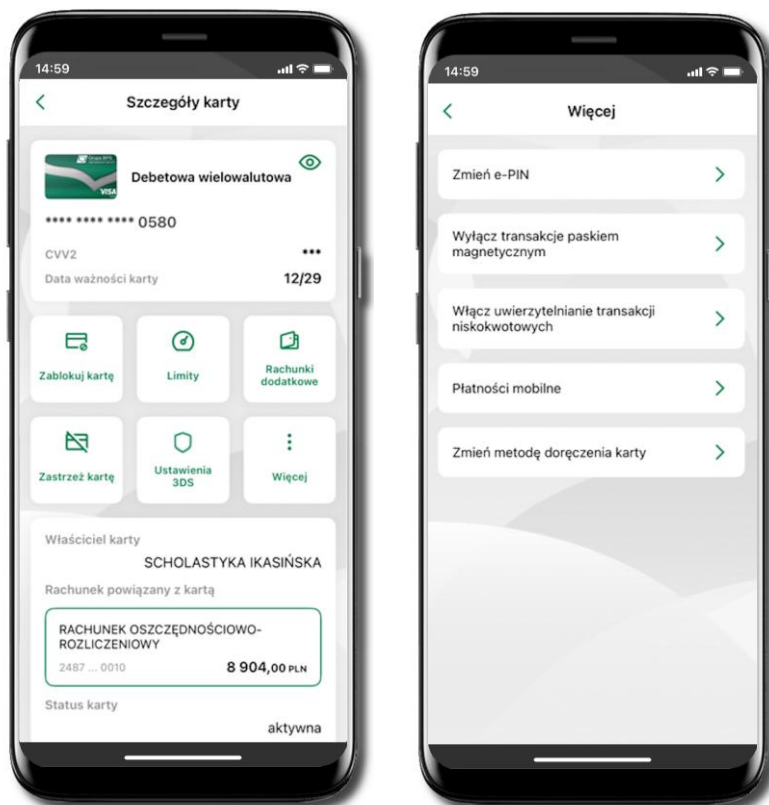 14:59
Szczegóły karty
Grupa BPS
Debetowa wielowalutowa
VISA
**** **** **** 0580
CVV2 ***
Data ważności karty 12/29
Zablokuj kartę
Limity
Rachunki
dodatkowe
Zastrzeż kartę
Ustawienia
3DS
Więcej
Właściciel karty
SCHOLASTYKA IKASIŃSKA
Rachunek powiązany z kartą
RACHUNEK OSZCZĘDNOŚCIOWO-
ROZLICZENIOWY
2487 ... 0010 8 904,00 PLN
Status karty
aktywna
14:59
Więcej
Zmień e-PIN
Wyłącz transakcje paskiem
magnetycznym
Włącz uwierzytelnianie transakcji
niskokwotowych
Płatności mobilne
Zmień metodę doręczenia karty